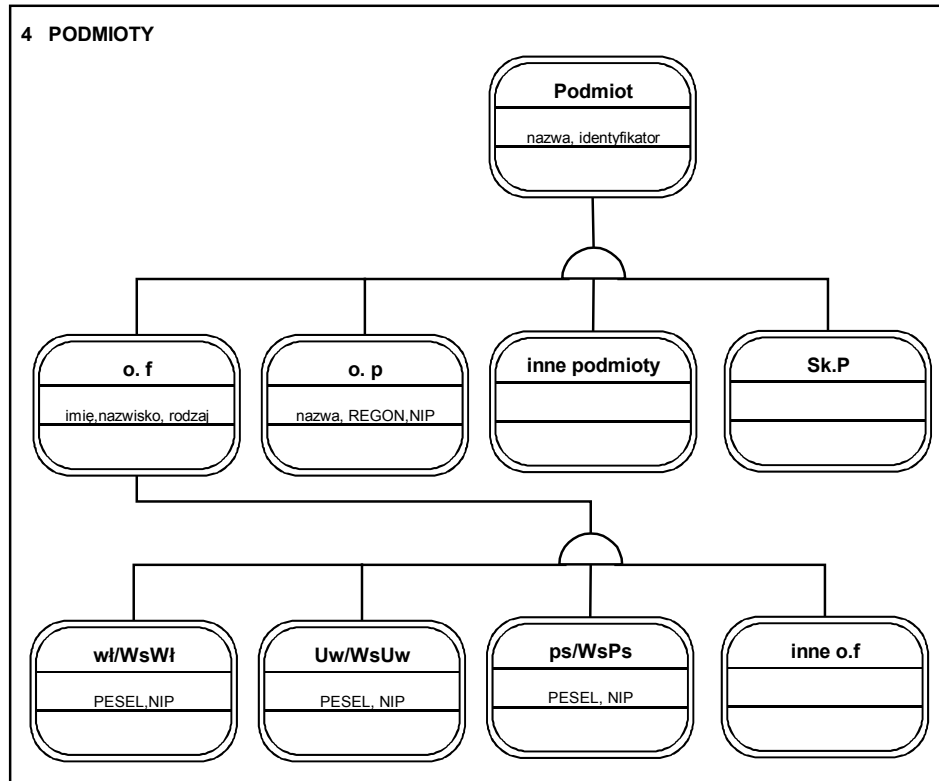 4 PODMIOTY
Podmiot
nazwa, identyfikator
o. f
imię,nazwisko, rodzaj
o. p
nazwa, REGON,NIP
inne podmioty
Sk.P
wł/WsWł
PESEL,NIP
Uw/WsUw
PESEL, NIP
ps/WsPs
PESEL, NIP
inne o.f